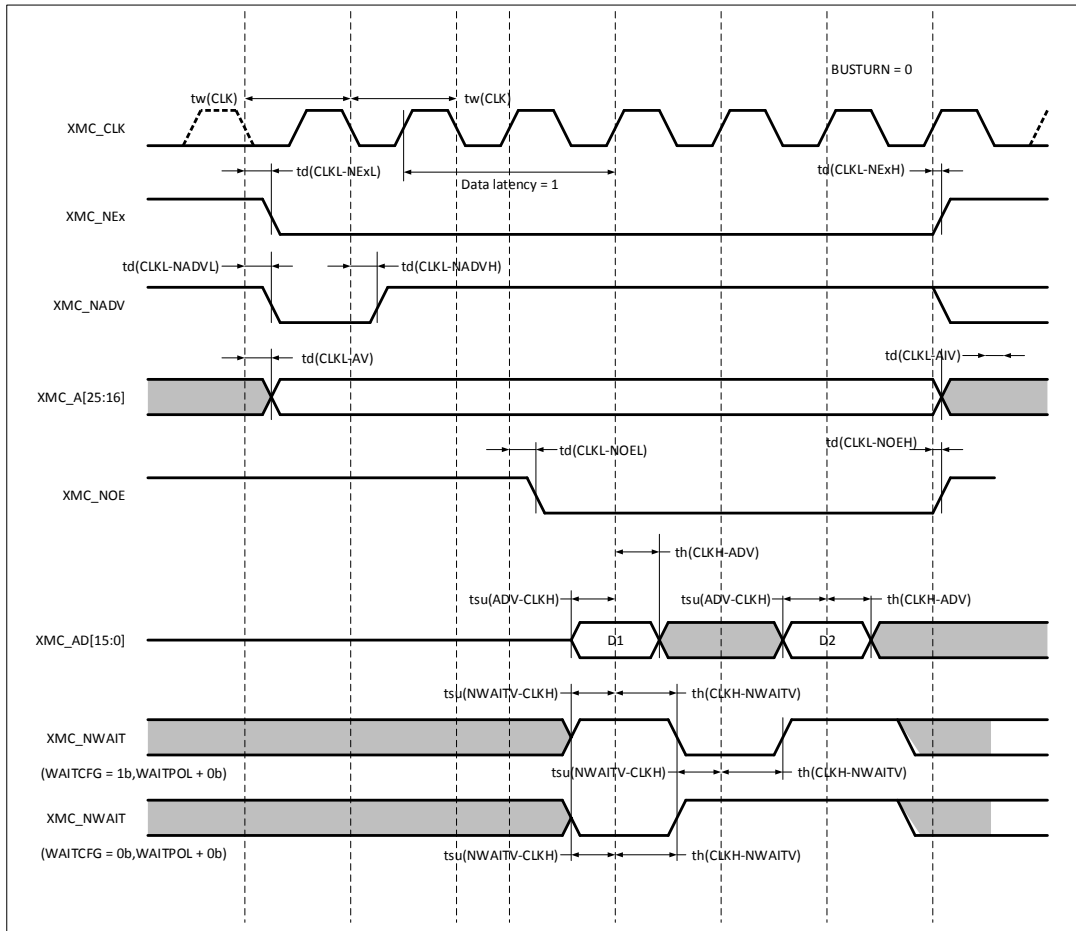 BUSTURN = 0
tw(CLK)
tw(CLK)
XMC_CLK
td(CLKL-NExL)
Data latency = 1
td(CLKL-NExH)
XMC_NEx
td(CLKL-NADVL)
td(CLKL-NADVH)
XMC_NADV
td(CLKL-AV)
td(CLKL-AIV)
XMC_A[25:16]
td(CLKL-NOEL)
td(CLKL-NOEH)
XMC_NOE
th(CLKH-ADV)
tsu(ADV-CLKH)
tsu(ADV-CLKH)
th(CLKH-ADV)
XMC_AD[15:0]
D1
D2
tsu(NWAITV-CLKH)
th(CLKH-NWAITV)
XMC_NWAIT
(WAITCFG = 1b,WAITPOL + 0b)
tsu(NWAITV-CLKH)
th(CLKH-NWAITV)
XMC_NWAIT
(WAITCFG = 0b,WAITPOL + 0b)
tsu(NWAITV-CLKH)
th(CLKH-NWAITV)